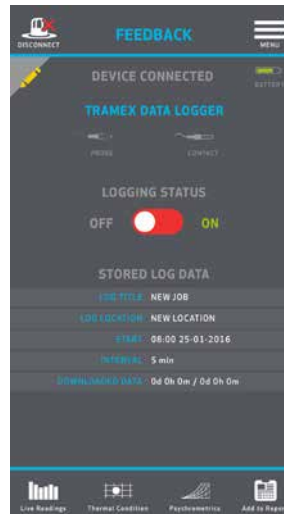 FEEDBACK
DISCONNECT
MENU
DEVICE CONNECTED
BATTERY
TRAMEX DATA LOGGER
PROBE CONTACT
LOGGING STATUS
OFF ON
STORED LOG DATA
LOG TITLE NEW JOB
LOG LOCATION NEW LOCATION
START 08:00 25-01-2016
INTERVAL 5 min
DOWNLOADED DATA 0d 0h 0m / 0d 0h 0m
Live Readings Thermal Condition Psychrometrics Add to Report